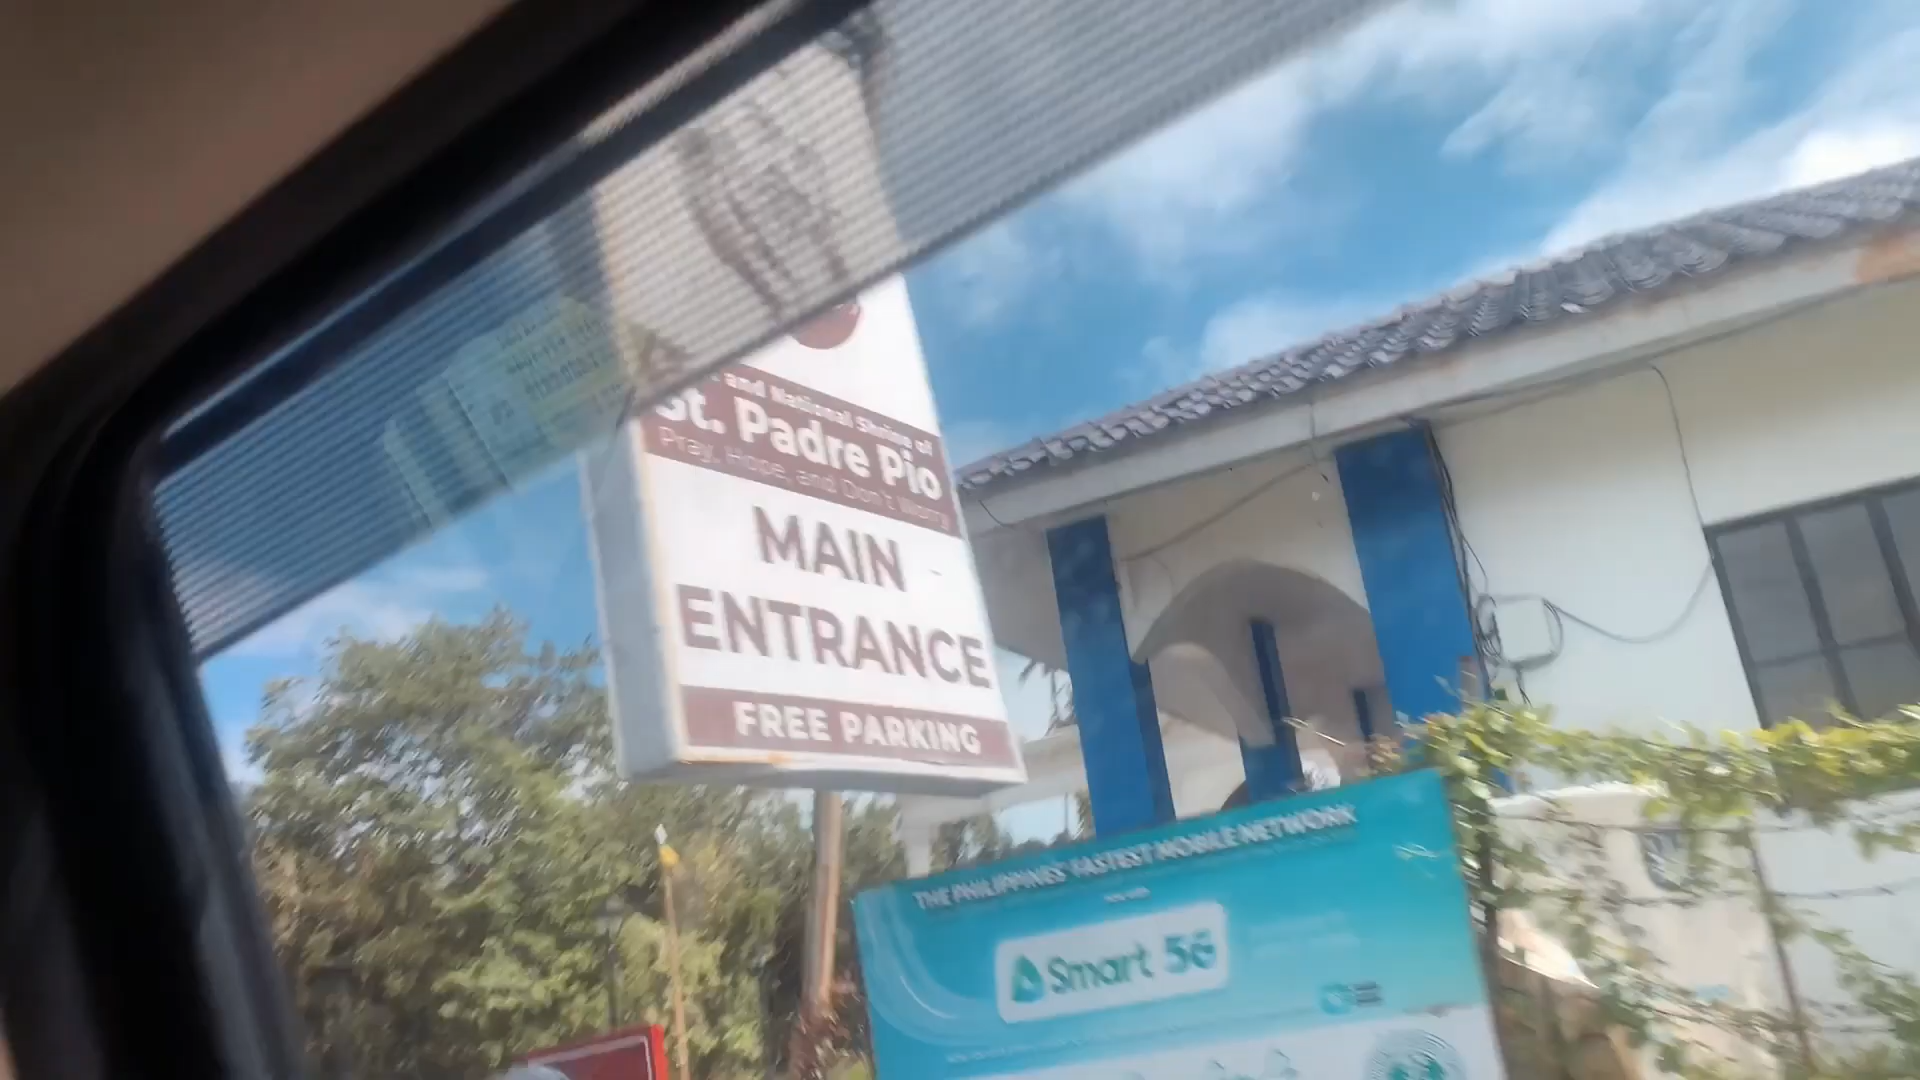 and National Shrine of
St. Padre Pio
Pray, Hope, and Don't Worry
MAIN
ENTRANCE
FREE PARKING
THE PHILIPPINES' FASTEST MOBILE NETWORK
Smart 5G